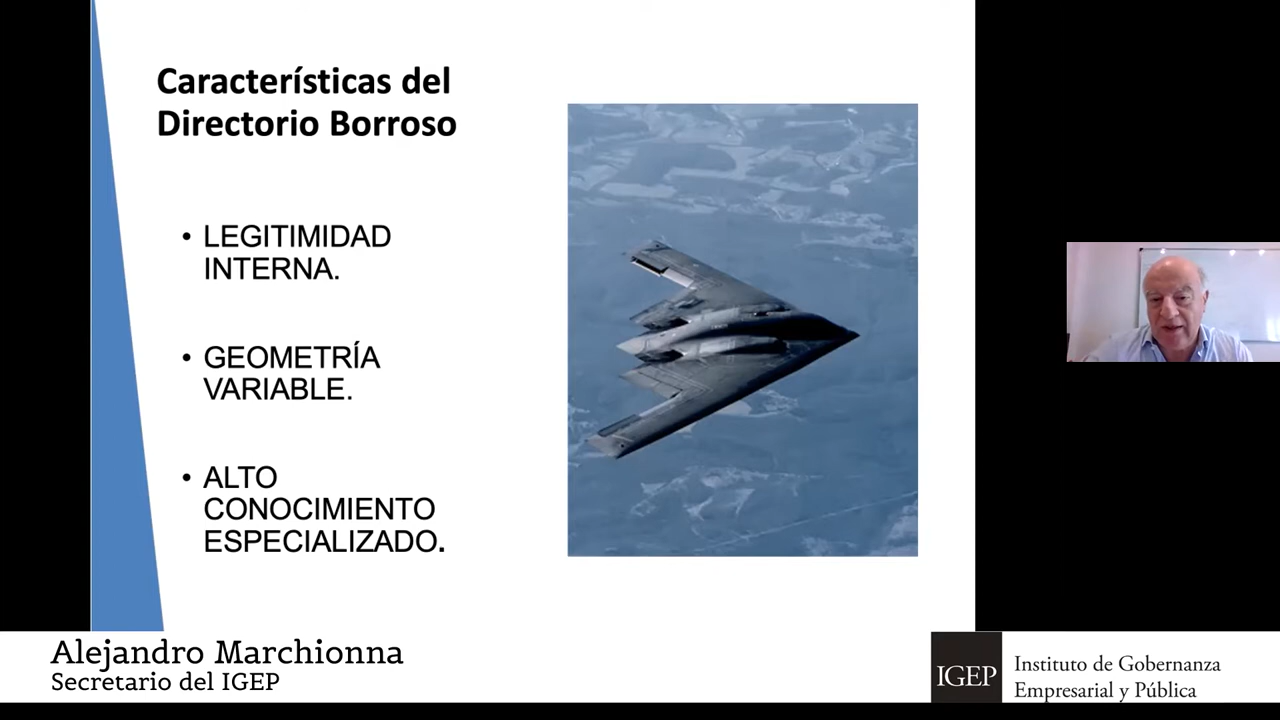 Características del
Directorio Borroso
• LEGITIMIDAD
INTERNA.
• GEOMETRÍA
VARIABLE.
• ALTO
CONOCIMIENTO
ESPECIALIZADO.
Alejandro Marchionna
Secretario del IGEP
IGEP
Instituto de Gobernanza
Empresarial y Pública